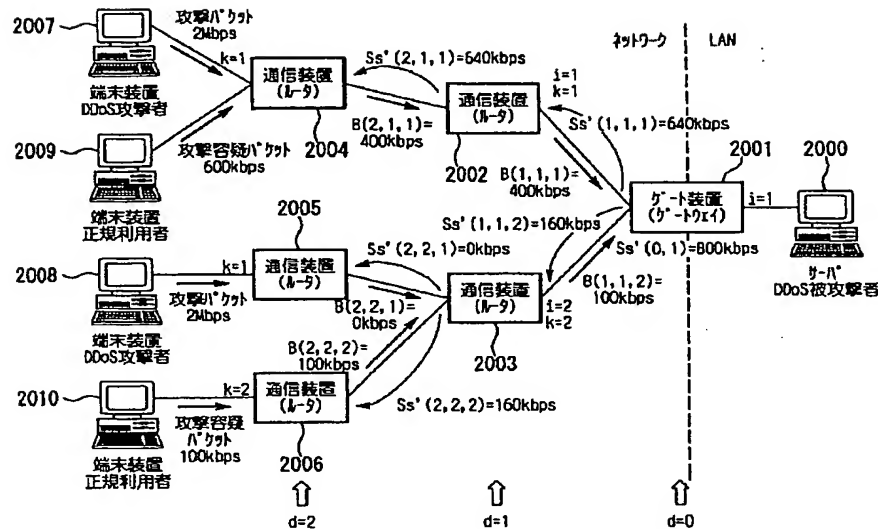 2007
攻撃パケット
2Mbps
k=1
端末装置
DDoS攻撃者
通信装置
(ルータ)
2004
Ss'(2,1,1)=640kbps
B(2,1,1)=
400kbps
通信装置
(ルータ)
2002
i=1
k=1
ネットワーク
LAN
Ss'(1,1,1)=640kbps
B(1,1,1)=
400kbps
2009
攻撃容疑パケット
600kbps
端末装置
正規利用者
2001
ゲート装置
(ゲートウェイ)
i=1
2000
サーバ
DDoS被攻撃者
Ss'(0,1)=800kbps
Ss'(1,1,2)=160kbps
B(1,1,2)=
100kbps
2005
通信装置
(ルータ)
k=1
Ss'(2,2,1)=0kbps
B(2,2,1)=
0kbps
2008
攻撃パケット
2Mbps
端末装置
DDoS攻撃者
通信装置
(ルータ)
i=2
k=2
2003
B(2,2,2)=
100kbps
Ss'(2,2,2)=160kbps
2010
k=2
通信装置
(ルータ)
2006
攻撃容疑
パケット
100kbps
端末装置
正規利用者
d=2
d=1
d=0